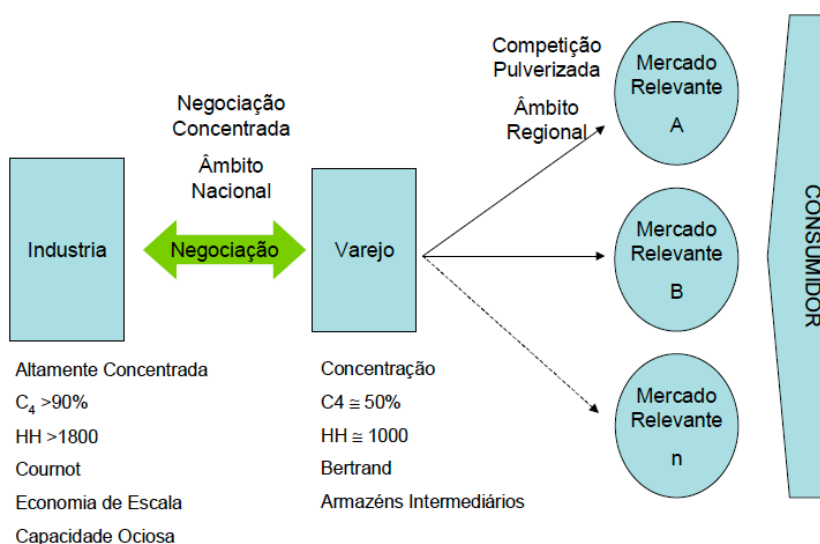 Competição
Pulverizada
Âmbito
Regional
Negociação
Concentrada
Âmbito
Nacional
Industria
Negociação
Varejo
Mercado
Relevante
A
Mercado
Relevante
B
Mercado
Relevante
n
CONSUMIDOR
Altamente Concentrada
C₄ >90%
HH >1800
Cournot
Economia de Escala
Capacidade Ociosa
Concentração
C4 ≅ 50%
HH ≅ 1000
Bertrand
Armazéns Intermediários